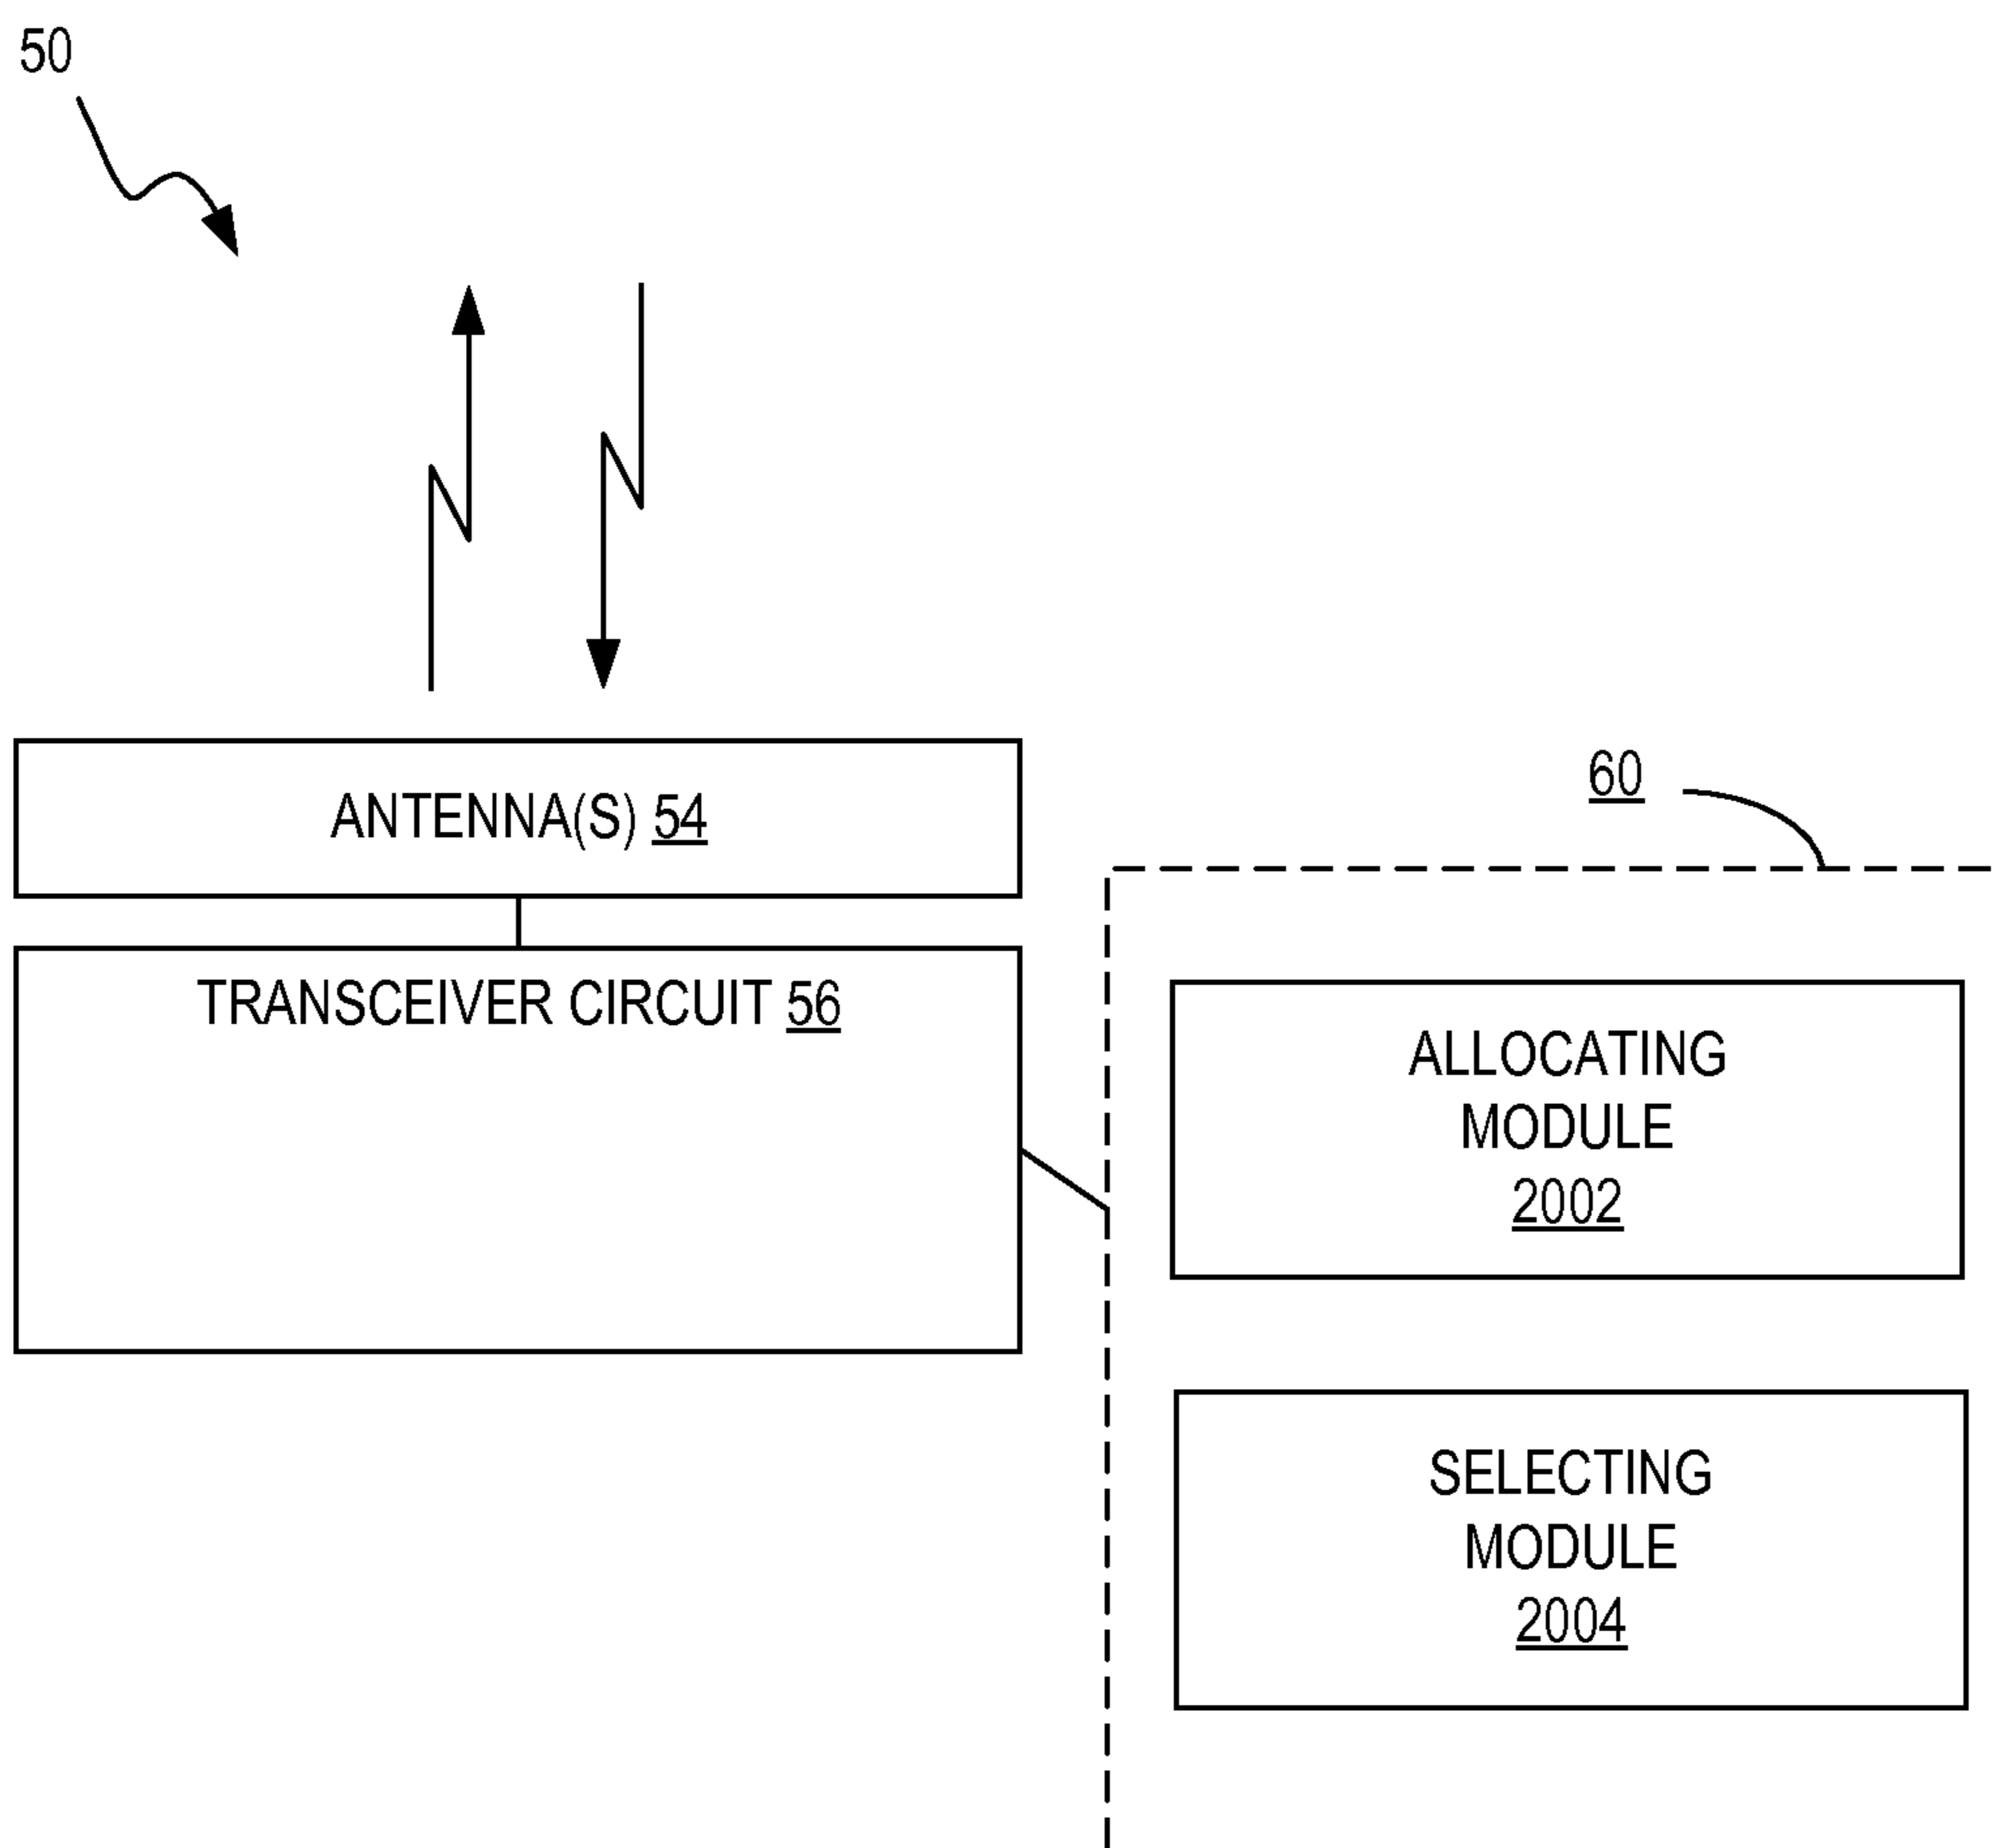 50
ANTENNA(S) 54
60
TRANSCEIVER CIRCUIT 56
ALLOCATING
MODULE
2002
SELECTING
MODULE
2004